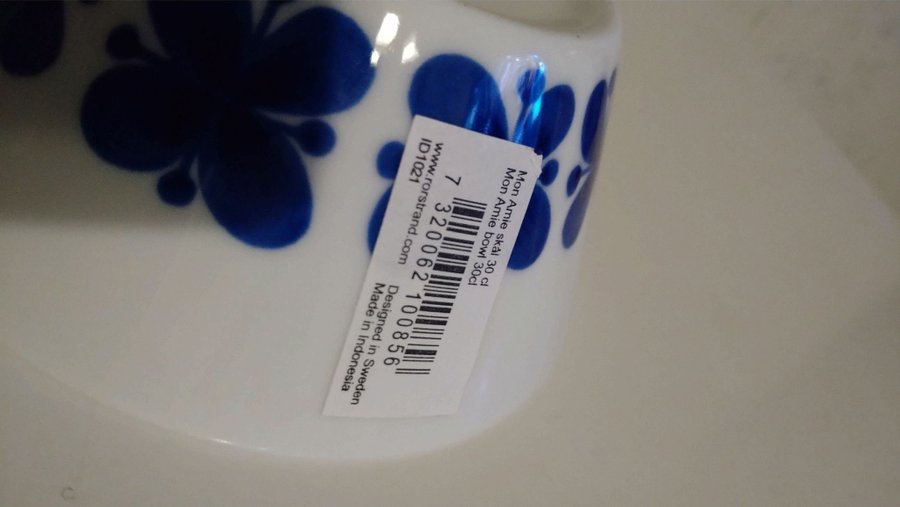 Mon Amie skål 30 cl
Mon Amie bowl 30cl
7 320062 100856
www.rorstrand.com
ID1021
Designed in Sweden
Made in Indonesia